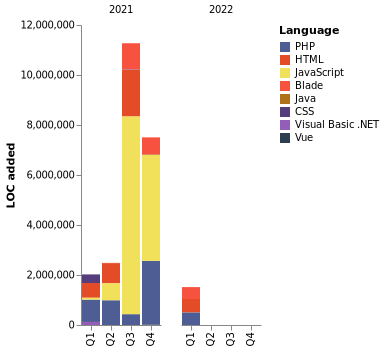 2021
2022
12,000,000
10,000,000
8,000,000
6,000,000
4,000,000
2,000,000
0
LOC added
Q1
Q2
Q3
Q4
Q1
Q2
Q3
Q4
Language
PHP
HTML
JavaScript
Blade
Java
CSS
Visual Basic .NET
Vue